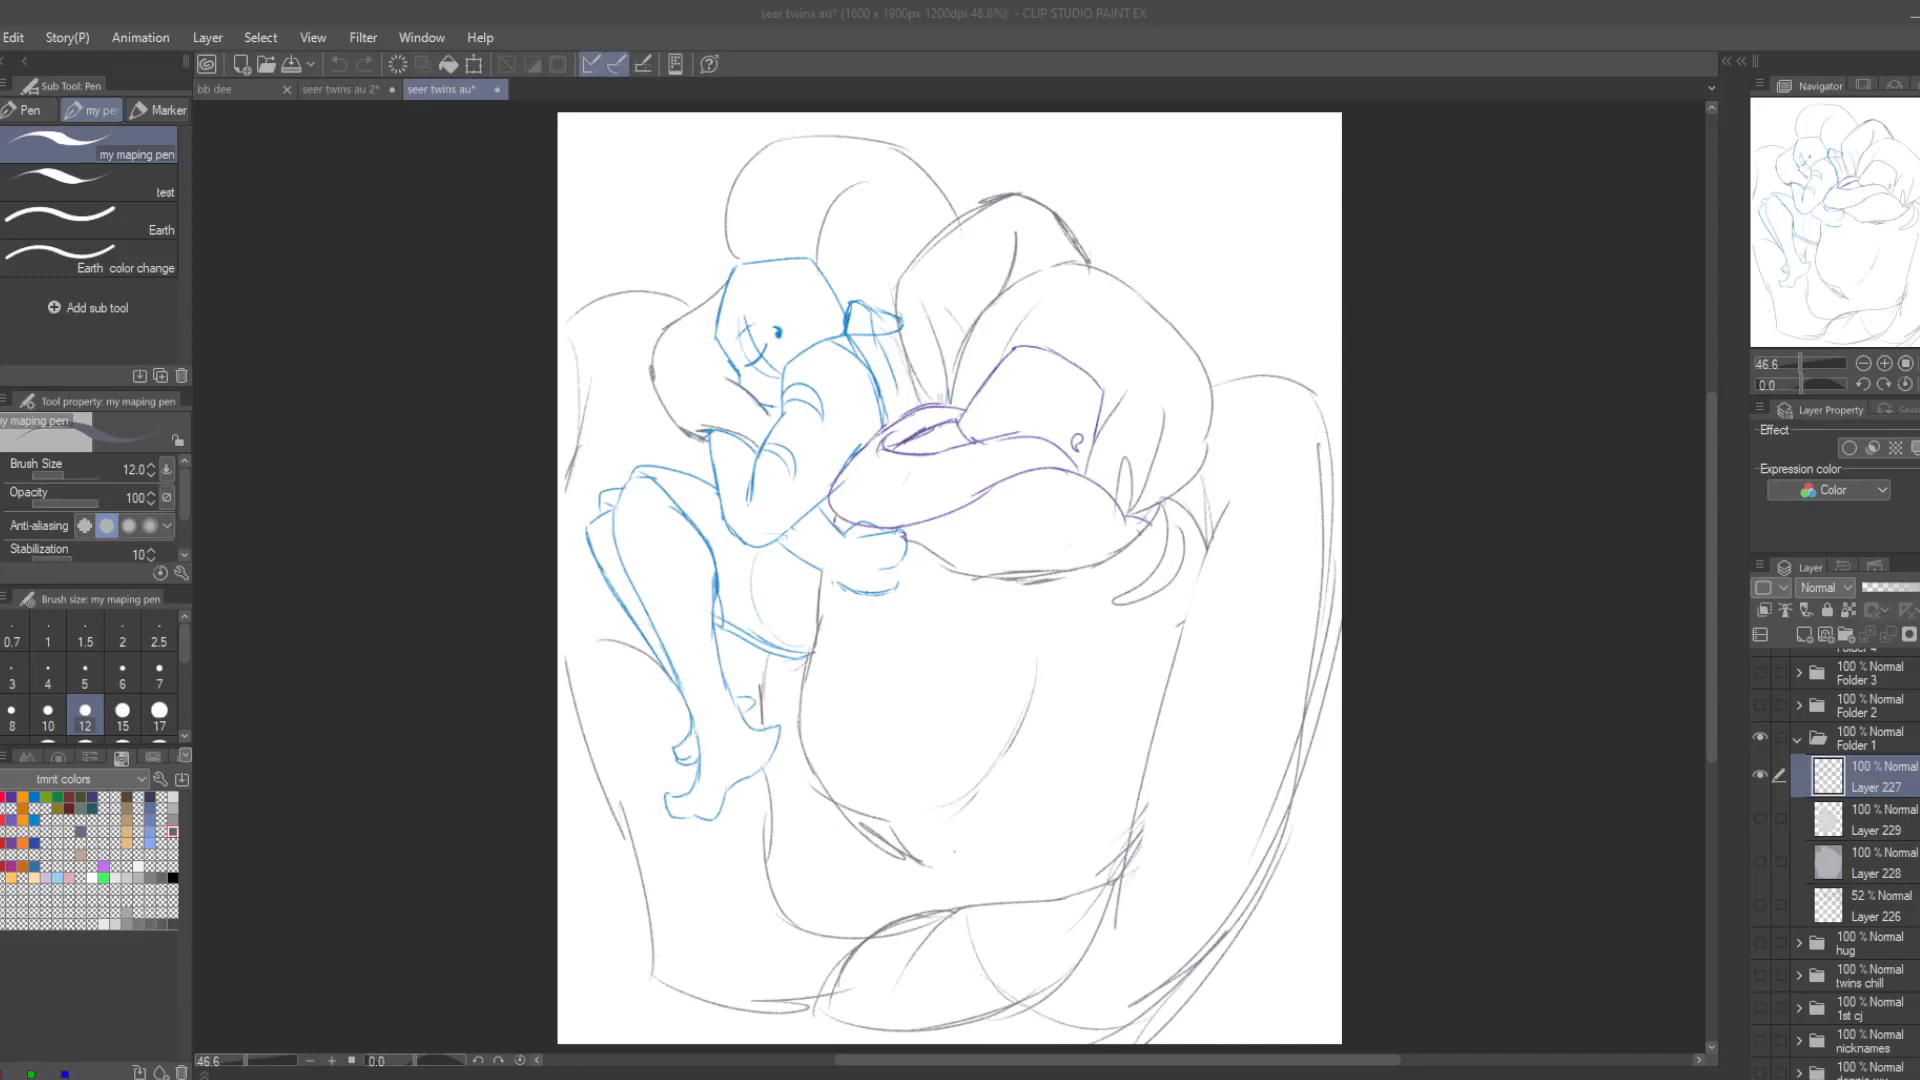 seer twins au* (1600 x 1900px 1200dpi 46.6%) - CLIP STUDIO PAINT EX
Edit Story(P) Animation Layer Select View Filter Window Help
Sub Tool: Pen
Pen my pen Marker
my maping pen
test
Earth
Earth color change
Add sub tool
Tool property: my maping pen
my maping pen
Brush Size 12.0
Opacity 100
Anti-aliasing
Stabilization 10
Brush size: my maping pen
0.7 1 1.5 2 2.5
3 4 5 6 7
8 10 12 15 17
tmnt colors
bb dee
seer twins au 2*
seer twins au*
46.6 0.0
Navigator
46.6
0.0
Layer Property
Effect
Expression color
Color
Layer
Normal
Folder 4
100 % Normal
Folder 3
100 % Normal
Folder 2
100 % Normal
Folder 1
100 % Normal
Layer 227
100 % Normal
Layer 229
100 % Normal
Layer 228
52 % Normal
Layer 226
100 % Normal
hug
100 % Normal
twins chill
100 % Normal
1st cj
100 % Normal
nicknames
100 % Normal